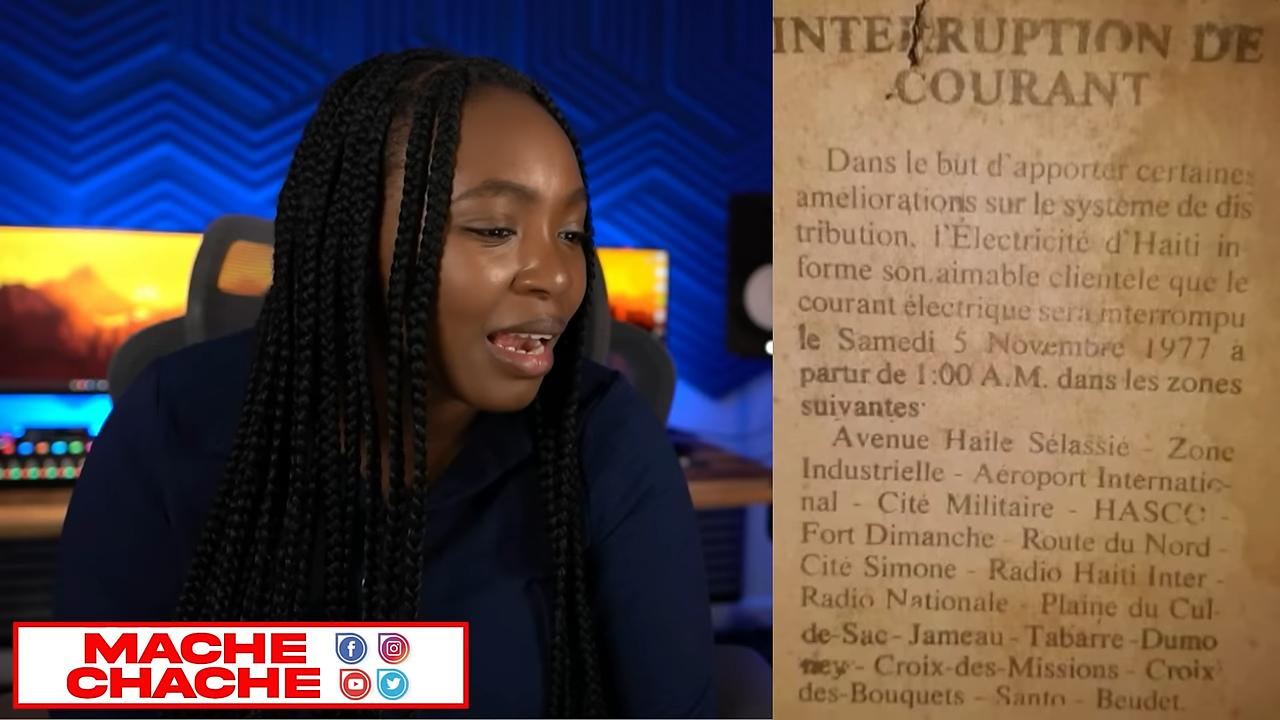 INTERRUPTION DE
COURANT
Dans le but d'apporter certaines
améliorations sur le système de dis
tribution, l'Électricité d'Haiti in-
forme son aimable clientèle que le
courant électrique sera interrompu
le Samedi 5 Novembre 1977 à
partir de 1:00 A.M. dans les zones
suivantes:
Avenue Haile Sélassié - Zone
Industrielle - Aéroport Internatio-
nal - Cité Militaire - HASCO -
Fort Dimanche - Route du Nord -
Cité Simone - Radio Haiti Inter -
Radio Nationale - Plaine du Cul-
de-Sac - Jameau - Tabarre - Dumo
ney - Croix-des-Missions - Croix
des-Bouquets - Santo - Beudet.
MACHE
CHACHE